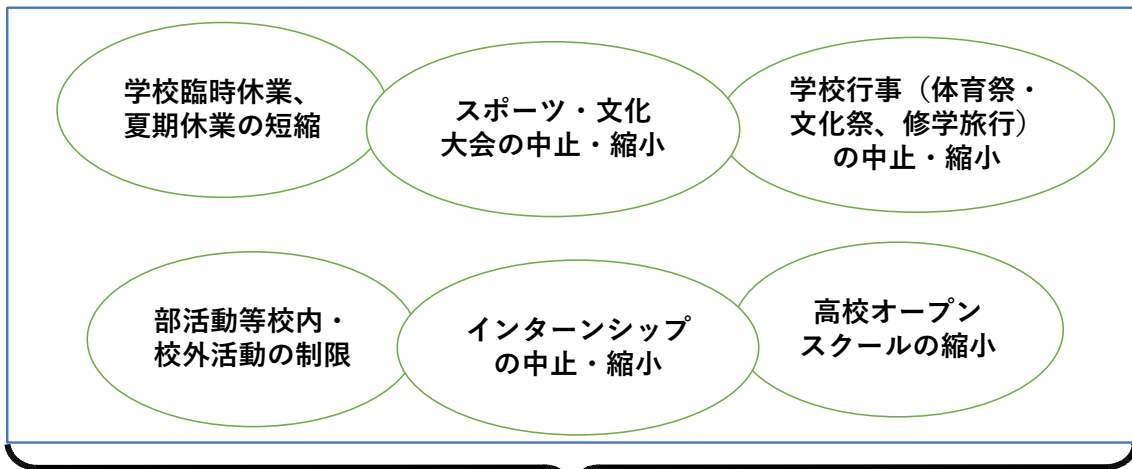 学校臨時休業、
夏期休業の短縮
スポーツ・文化
大会の中止・縮小
学校行事（体育祭・
文化祭、修学旅行）
の中止・縮小
部活動等校内・
校外活動の制限
インターンシップ
の中止・縮小
高校オープン
スクールの縮小